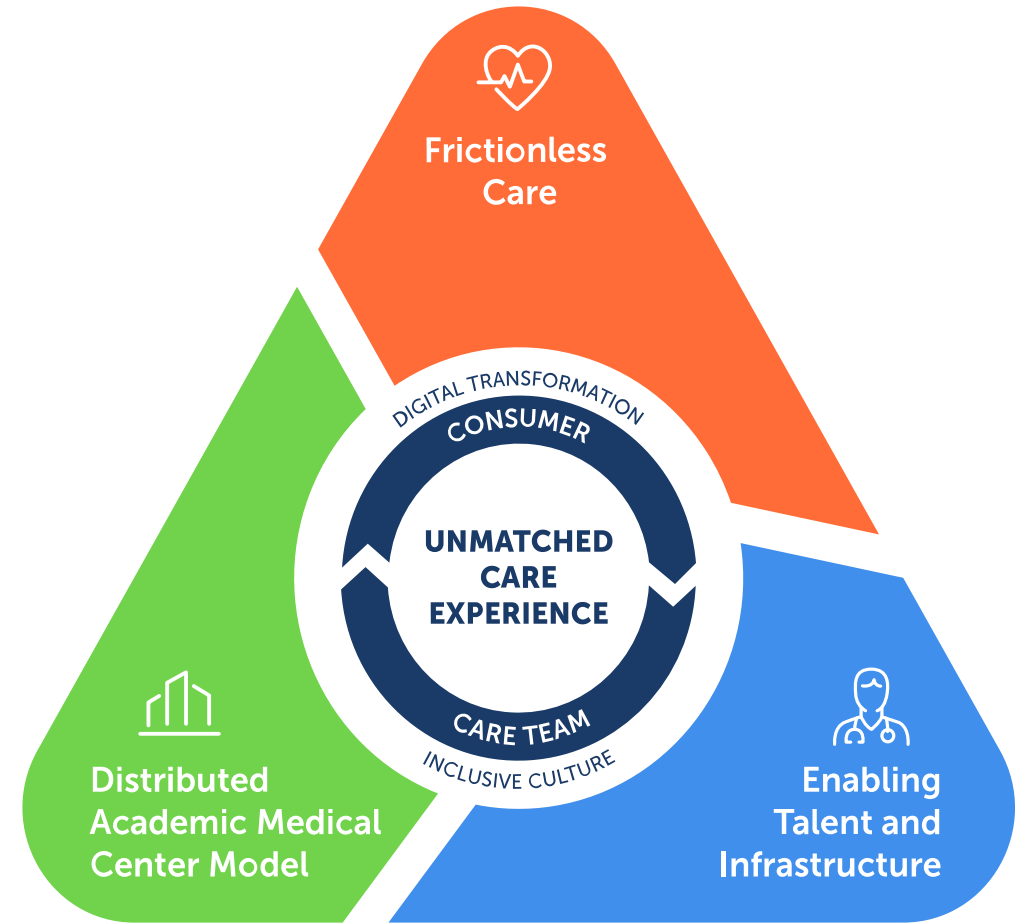 Frictionless
Care
DIGITAL TRANSFORMATION
CONSUMER
UNMATCHED
CARE
EXPERIENCE
CARE TEAM
INCLUSIVE CULTURE
Distributed
Academic Medical
Center Model
Enabling
Talent and
Infrastructure